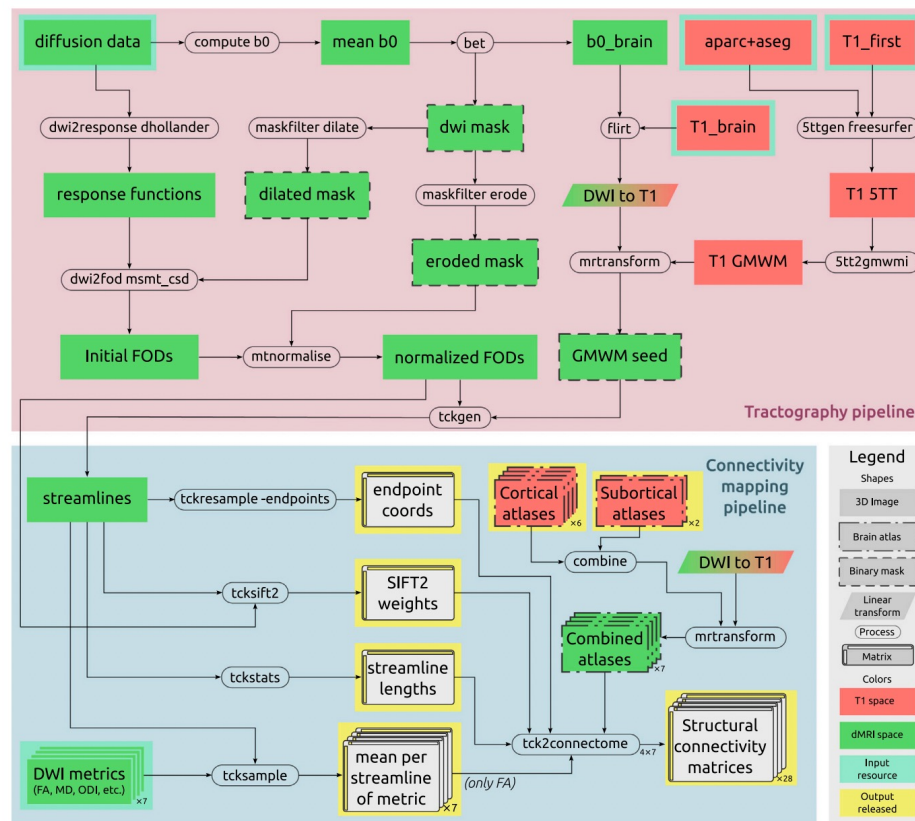 diffusion data
compute b0
mean b0
bet
b0_brain
aparc+aseg
T1_first
dwi2response dhollander
maskfilter dilate
dwi mask
flirt
T1_brain
5ttgen freesurfer
response functions
dilated mask
maskfilter erode
DWI to T1
T1 5TT
dwi2fod msmt_csd
eroded mask
mrtransform
T1 GMWM
5tt2gmwmi
Initial FODs
mtnormalise
normalized FODs
GMWM seed
tckgen
Tractography pipeline
Connectivity
mapping
pipeline
streamlines
tckresample -endpoints
endpoint
coords
Cortical
atlases
×6
Subortical
atlases
×2
combine
DWI to T1
tcksift2
SIFT2
weights
Combined
atlases
×7
mrtransform
tckstats
streamline
lengths
tck2connectome
4×7
Structural
connectivity
matrices
×28
DWI metrics
(FA, MD, ODI, etc.)
×7
tcksample
mean per
streamline
of metric
×7
(only FA)
Legend
Shapes
3D Image
Brain atlas
Binary mask
Linear
transform
Process
Matrix
Colors
T1 space
dMRI space
Input
resource
Output
released